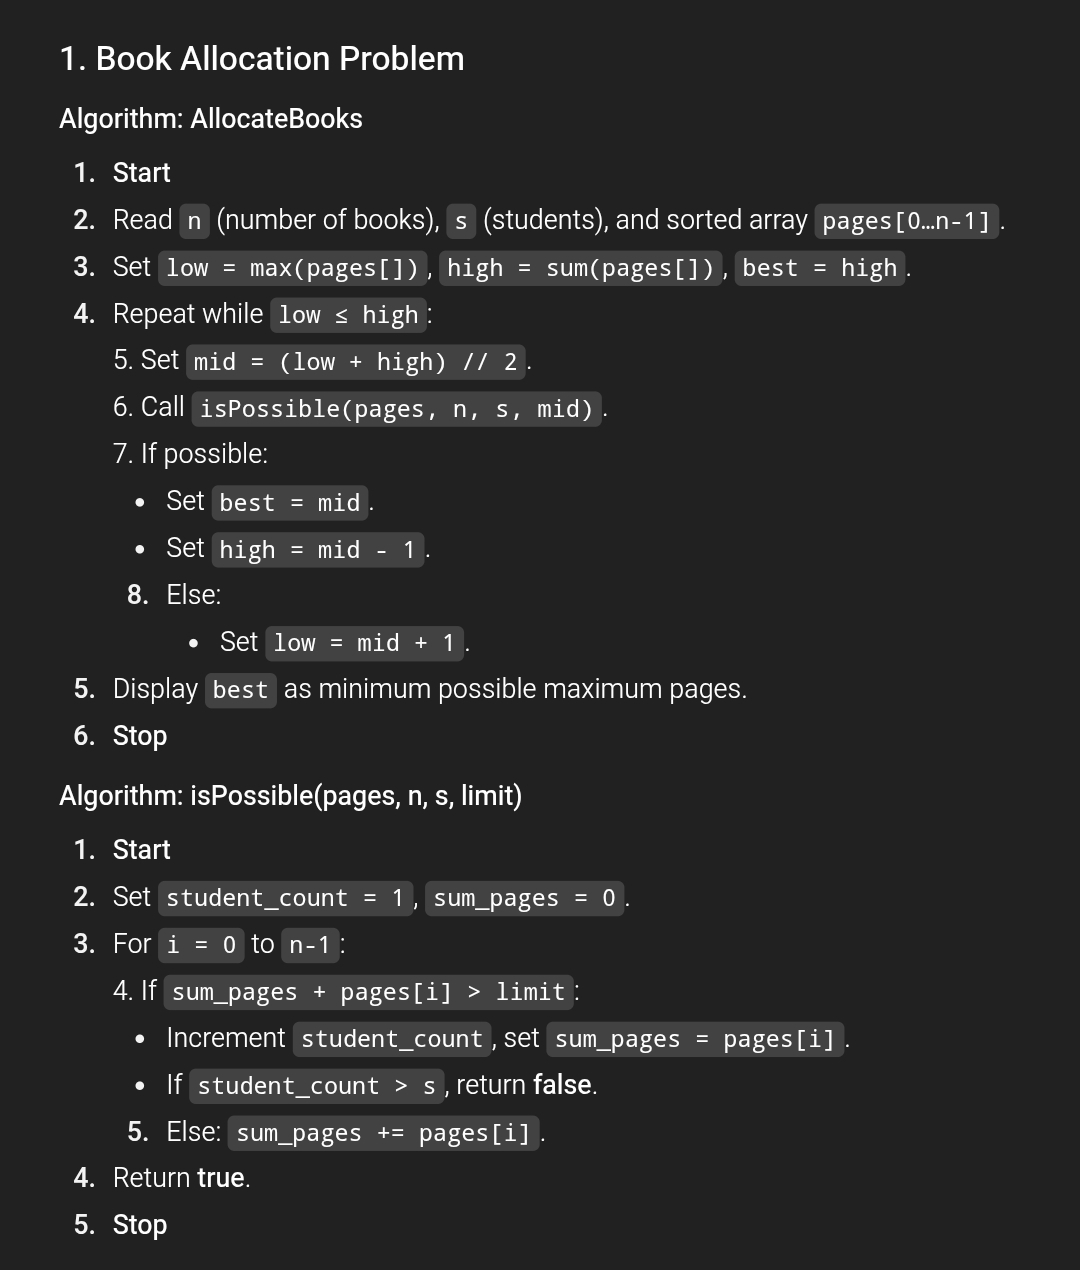 1. Book Allocation Problem
Algorithm: AllocateBooks
1. Start
2. Read n (number of books), s (students), and sorted array pages[0…n-1].
3. Set low = max(pages[]), high = sum(pages[]), best = high.
4. Repeat while low ≤ high:
5. Set mid = (low + high) // 2.
6. Call isPossible(pages, n, s, mid).
7. If possible:
• Set best = mid.
• Set high = mid - 1.
8. Else:
• Set low = mid + 1.
5. Display best as minimum possible maximum pages.
6. Stop
Algorithm: isPossible(pages, n, s, limit)
1. Start
2. Set student_count = 1, sum_pages = 0.
3. For i = 0 to n-1:
4. If sum_pages + pages[i] > limit:
• Increment student_count, set sum_pages = pages[i].
• If student_count > s, return false.
5. Else: sum_pages += pages[i].
4. Return true.
5. Stop